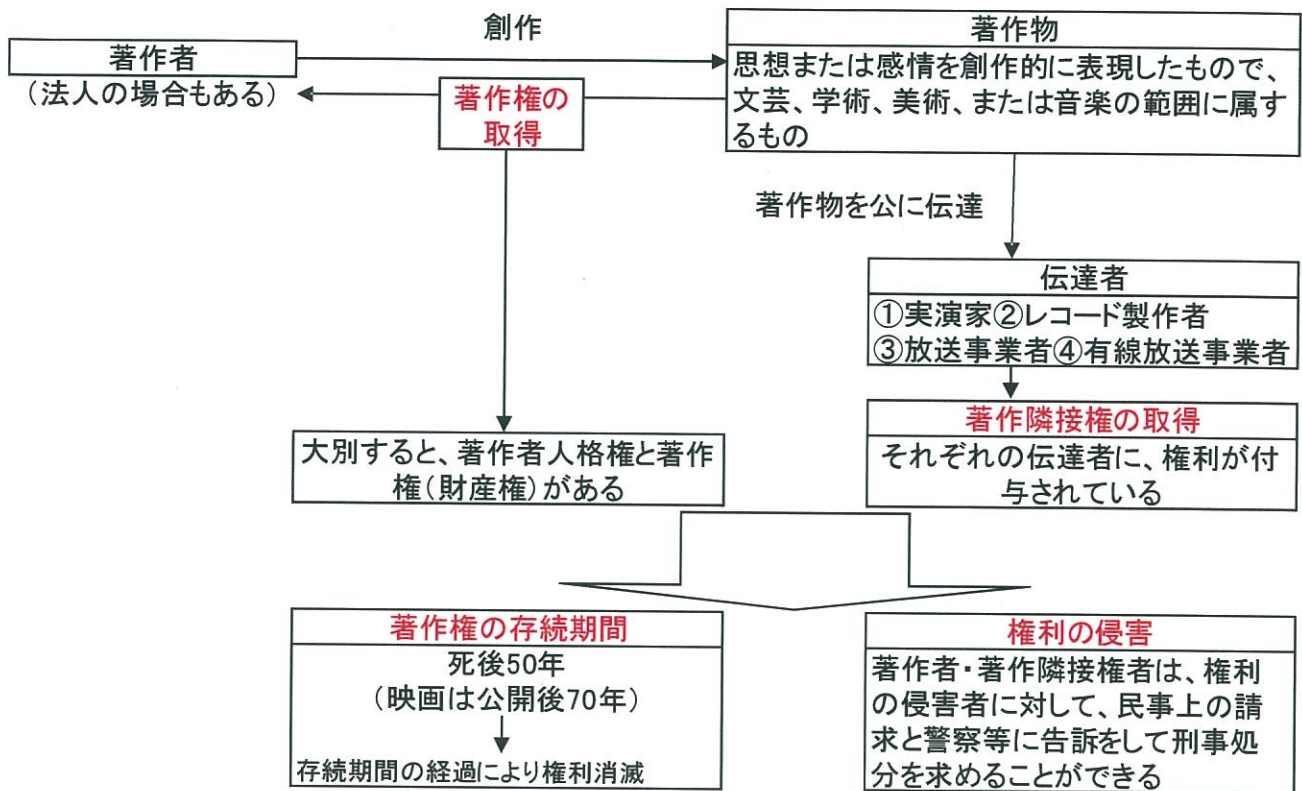 創作
著作者
(法人の場合もある)
著作権の
取得
著作物
思想または感情を創作的に表現したもので、
文芸、学術、美術、または音楽の範囲に属す
るもの
著作物を公に伝達
伝達者
①実演家②レコード製作者
③放送事業者④有線放送事業者
著作隣接権の取得
それぞれの伝達者に、権利が付
与されている
大別すると、著作者人格権と著作
権(財産権)がある
著作権の存続期間
死後50年
(映画は公開後70年)
存続期間の経過により権利消滅
権利の侵害
著作者・著作隣接権者は、権利
の侵害者に対して、民事上の請
求と警察等に告訴をして刑事処
分を求めることができる